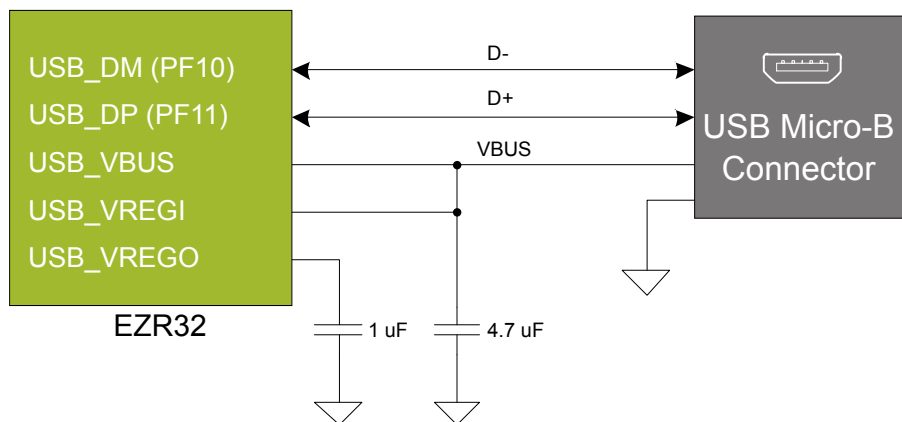 USB_DM (PF10)
USB_DP (PF11)
USB_VBUS
USB_VREGI
USB_VREGO
EZR32
D-
D+
VBUS
USB Micro-B
Connector
1 uF
4.7 uF